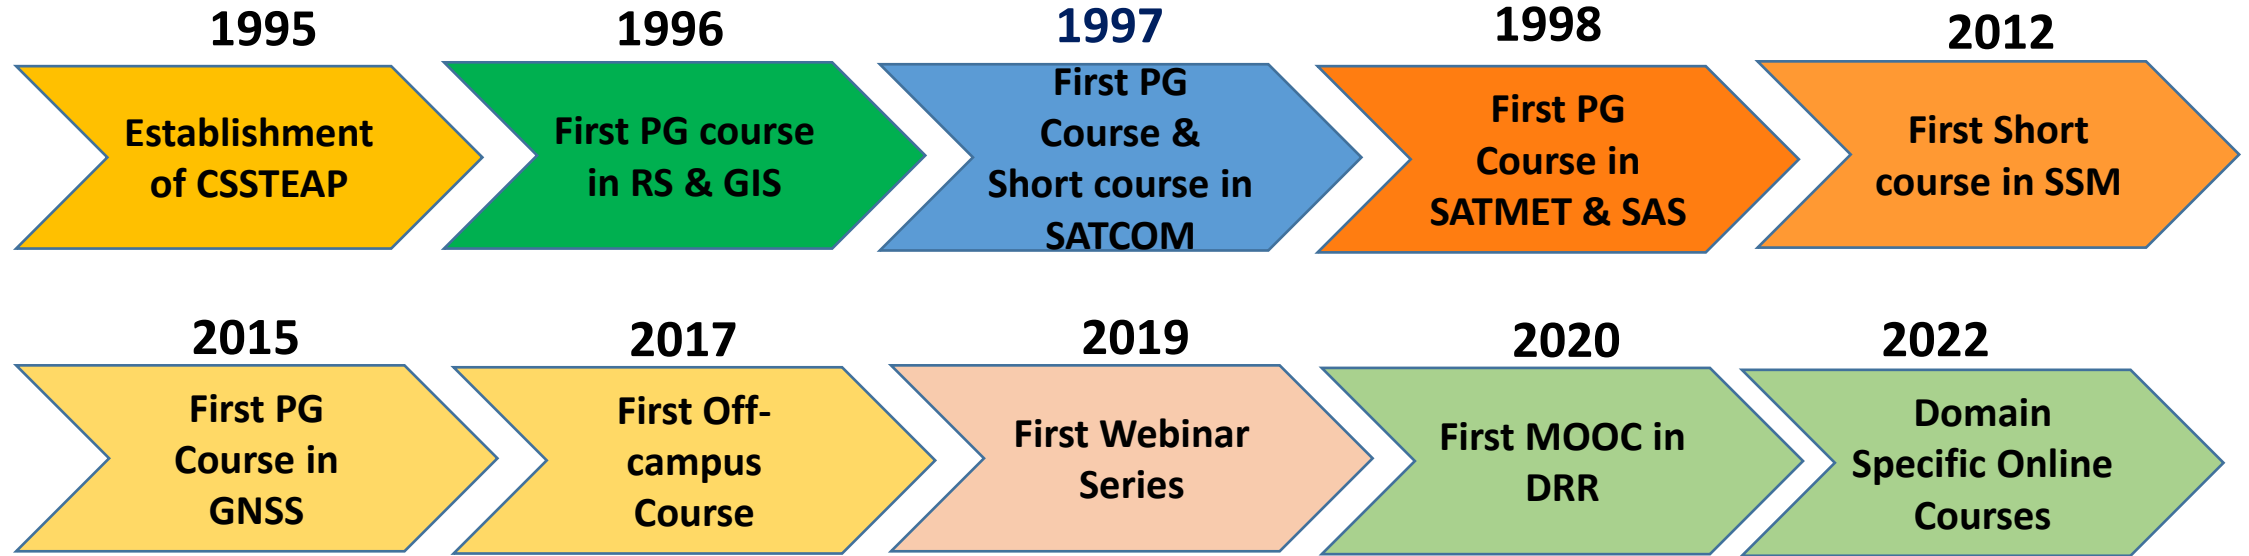 1995
Establishment
of CSSTEAP
1996
First PG course
in RS & GIS
1997
First PG
Course &
Short course in
SATCOM
1998
First PG
Course in
SATMET & SAS
2012
First Short
course in SSM
2015
First PG
Course in
GNSS
2017
First Off-
campus
Course
2019
First Webinar
Series
2020
First MOOC in
DRR
2022
Domain
Specific Online
Courses